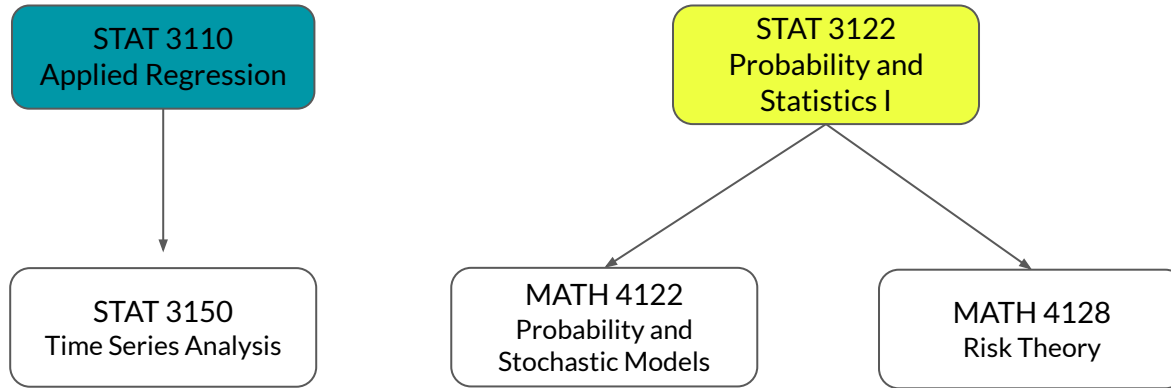 STAT 3110
Applied Regression
STAT 3122
Probability and
Statistics I
STAT 3150
Time Series Analysis
MATH 4122
Probability and
Stochastic Models
MATH 4128
Risk Theory